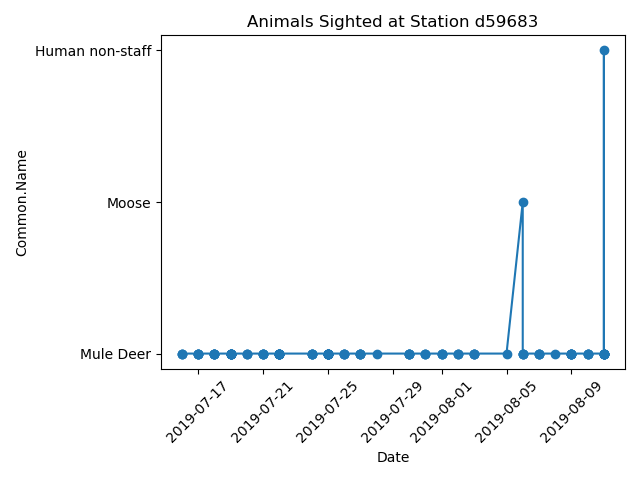 Animals Sighted at Station d59683
Human non-staff
Moose
Mule Deer
Common.Name
2019-07-17
2019-07-21
2019-07-25
2019-07-29
2019-08-01
2019-08-05
2019-08-09
Date